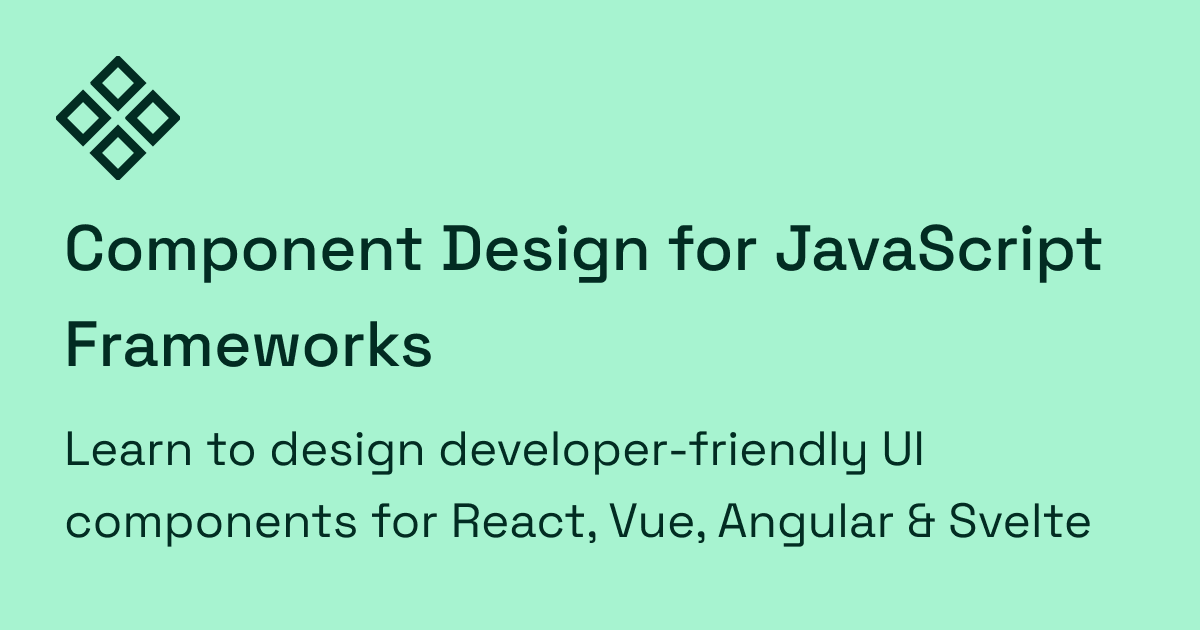 Component Design for JavaScript
Frameworks
Learn to design developer-friendly UI
components for React, Vue, Angular & Svelte